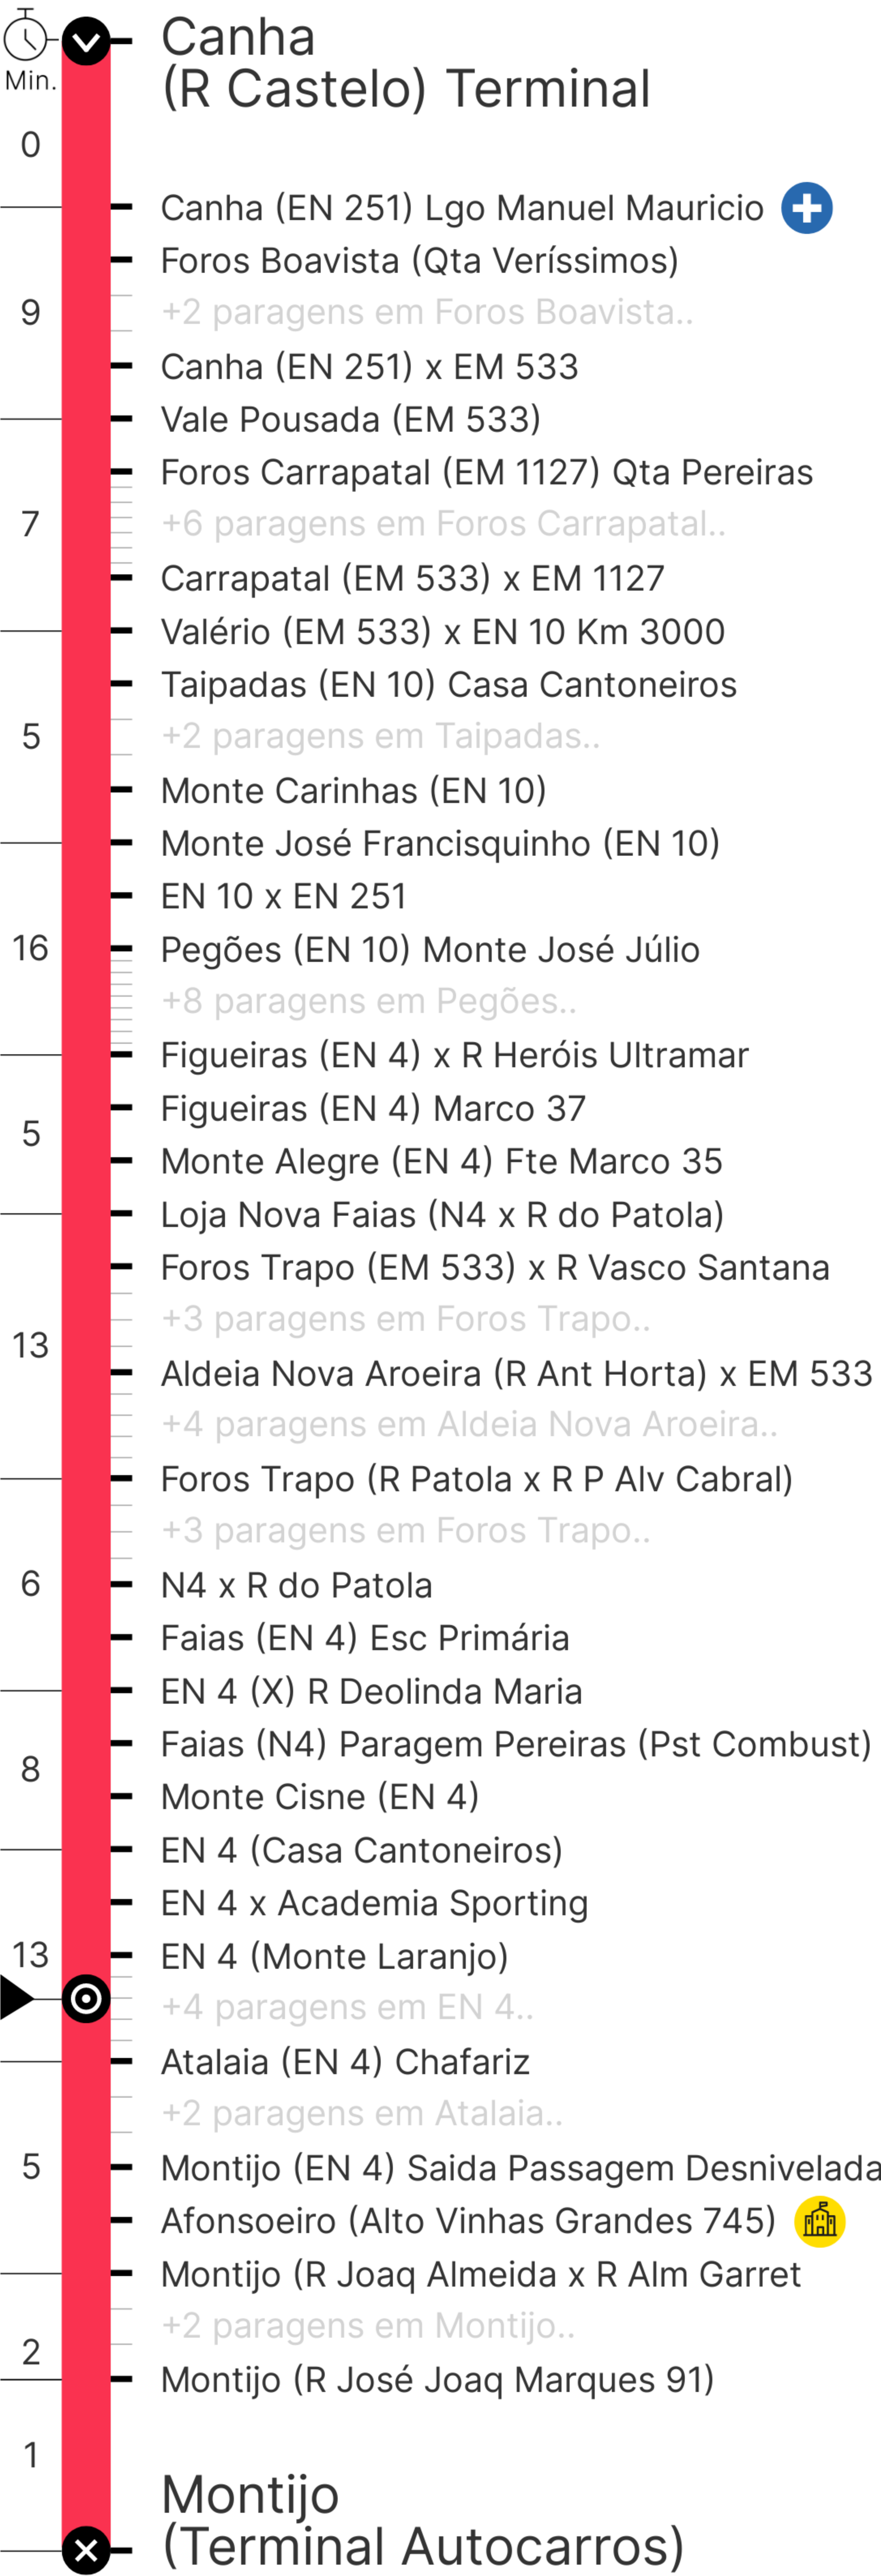 Canha
(R Castelo) Terminal
Min.
0
Canha (EN 251) Lgo Manuel Mauricio
Foros Boavista (Qta Veríssimos)
9
+2 paragens em Foros Boavista..
Canha (EN 251) x EM 533
Vale Pousada (EM 533)
Foros Carrapatal (EM 1127) Qta Pereiras
7
+6 paragens em Foros Carrapatal..
Carrapatal (EM 533) x EM 1127
Valério (EM 533) x EN 10 Km 3000
Taipadas (EN 10) Casa Cantoneiros
5
+2 paragens em Taipadas..
Monte Carinhas (EN 10)
Monte José Francisquinho (EN 10)
EN 10 x EN 251
16
Pegões (EN 10) Monte José Júlio
+8 paragens em Pegões..
Figueiras (EN 4) x R Heróis Ultramar
Figueiras (EN 4) Marco 37
5
Monte Alegre (EN 4) Fte Marco 35
Loja Nova Faias (N4 x R do Patola)
Foros Trapo (EM 533) x R Vasco Santana
+3 paragens em Foros Trapo..
13
Aldeia Nova Aroeira (R Ant Horta) x EM 533
+4 paragens em Aldeia Nova Aroeira..
Foros Trapo (R Patola x R P Alv Cabral)
+3 paragens em Foros Trapo..
6
N4 x R do Patola
Faias (EN 4) Esc Primária
EN 4 (X) R Deolinda Maria
Faias (N4) Paragem Pereiras (Pst Combust)
8
Monte Cisne (EN 4)
EN 4 (Casa Cantoneiros)
EN 4 x Academia Sporting
13
EN 4 (Monte Laranjo)
+4 paragens em EN 4..
Atalaia (EN 4) Chafariz
+2 paragens em Atalaia..
5
Montijo (EN 4) Saida Passagem Desnivelada
Afonsoeiro (Alto Vinhas Grandes 745)
Montijo (R Joaq Almeida x R Alm Garret
+2 paragens em Montijo..
2
Montijo (R José Joaq Marques 91)
1
Montijo
(Terminal Autocarros)